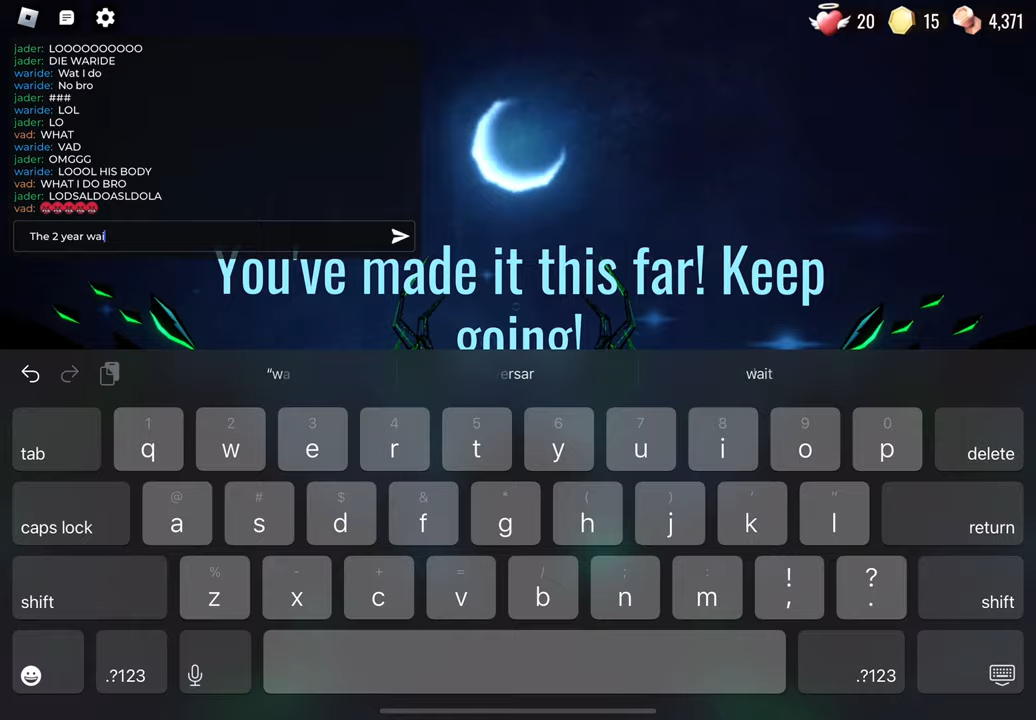 20 15 4,371
jader: LOOOOOOOOOO
jader: DIE WARIDE
waride: Wat I do
waride: No bro
jader: ###
waride: LOL
jader: LO
vad: WHAT
waride: VAD
jader: OMGGG
waride: LOOOL HIS BODY
vad: WHAT I DO BRO
jader: LODSALDOASLDOLA
vad:
The 2 year wai
You've made it this far! Keep
going!
“wa ersar wait
1 2 3 4 5 6 7 8 9 0
tab q w e r t y u i o p delete
@ # $ & * ( ) ' "
caps lock a s d f g h j k l return
% - + = / ; : ! ?
shift z x c v b n m , . shift
.?123 .?123